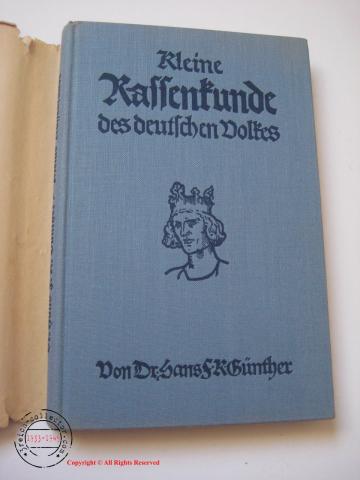 Kleine
Rassenkunde
des deutschen Volkes
Von Dr. Hans F. K. Günther
1933-1945
Copyright © All Rights Reserved